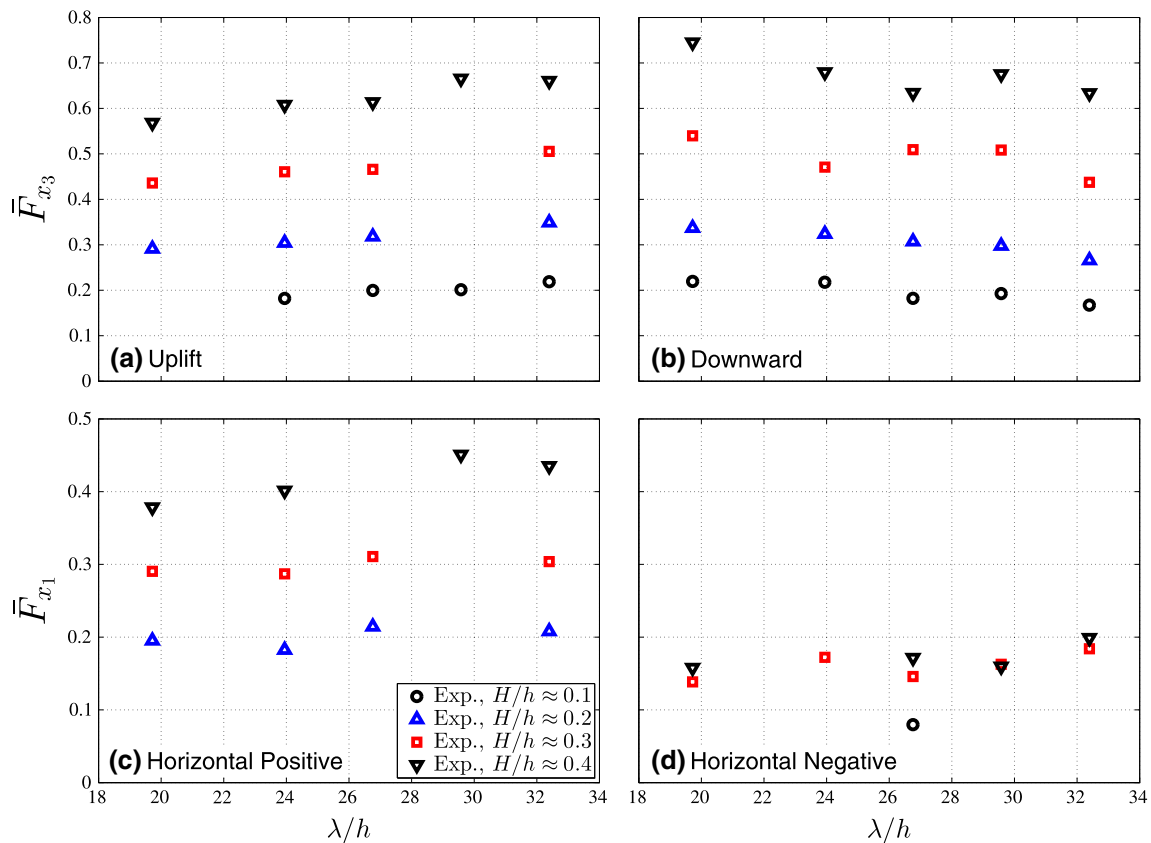 0.8
0.7
0.6
0.5
0.4
0.3
0.2
0.1
0
F̿x₃
(a) Uplift
(b) Downward
0.5
0.4
0.3
0.2
0.1
0
F̿x₁
(c) Horizontal Positive
Exp., H/h ≈ 0.1
Exp., H/h ≈ 0.2
Exp., H/h ≈ 0.3
Exp., H/h ≈ 0.4
(d) Horizontal Negative
18 20 22 24 26 28 30 32 34
λ/h
18 20 22 24 26 28 30 32 34
λ/h